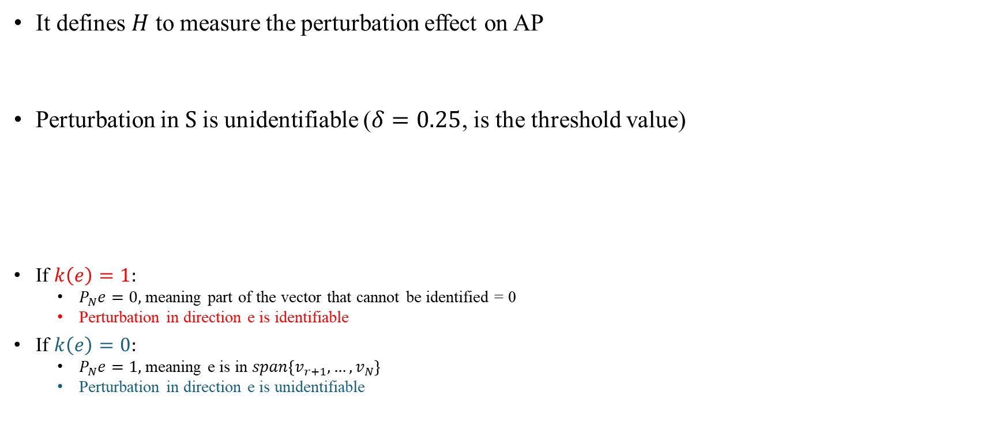 • It defines H to measure the perturbation effect on AP
• Perturbation in S is unidentifiable (δ = 0.25, is the threshold value)
• If k(e) = 1:
• P_N e = 0, meaning part of the vector that cannot be identified = 0
• Perturbation in direction e is identifiable
• If k(e) = 0:
• P_N e = 1, meaning e is in span{v_{r+1}, … , v_N}
• Perturbation in direction e is unidentifiable